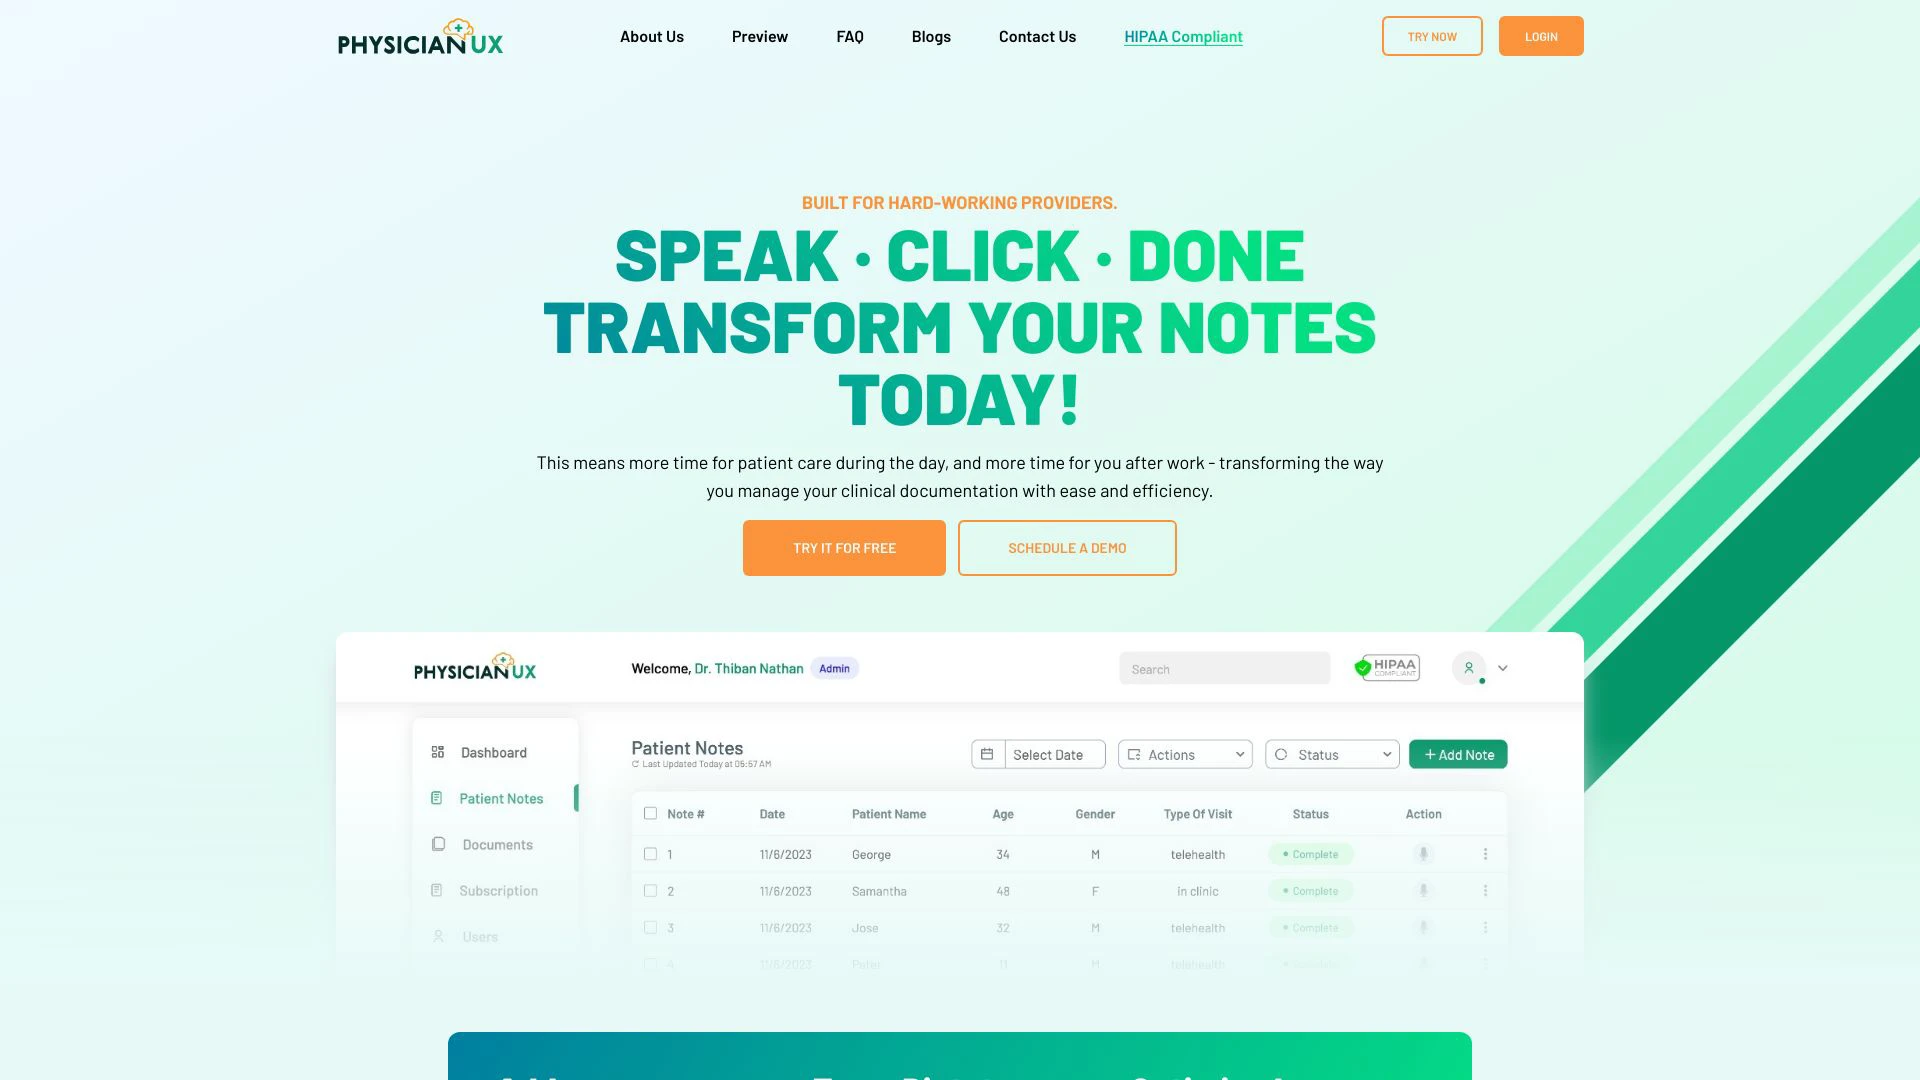 PHYSICIAN UX
About Us
Preview
FAQ
Blogs
Contact Us
HIPAA Compliant
TRY NOW
LOGIN
BUILT FOR HARD-WORKING PROVIDERS.
SPEAK · CLICK · DONE
TRANSFORM YOUR NOTES
TODAY!
This means more time for patient care during the day, and more time for you after work - transforming the way
you manage your clinical documentation with ease and efficiency.
TRY IT FOR FREE
SCHEDULE A DEMO
PHYSICIAN UX
Welcome, Dr. Thiban Nathan Admin
Search
HIPAA
COMPLIANT
Dashboard
Patient Notes
Documents
Subscription
Users
Patient Notes
Last Updated Today at 05:57 AM
Select Date
Actions
Status
+ Add Note
Note # Date Patient Name Age Gender Type Of Visit Status Action
1 11/6/2023 George 34 M telehealth Complete
2 11/6/2023 Samantha 48 F in clinic Complete
3 11/6/2023 Jose 32 M telehealth Complete
4 11/6/2023 Peter 11 M telehealth